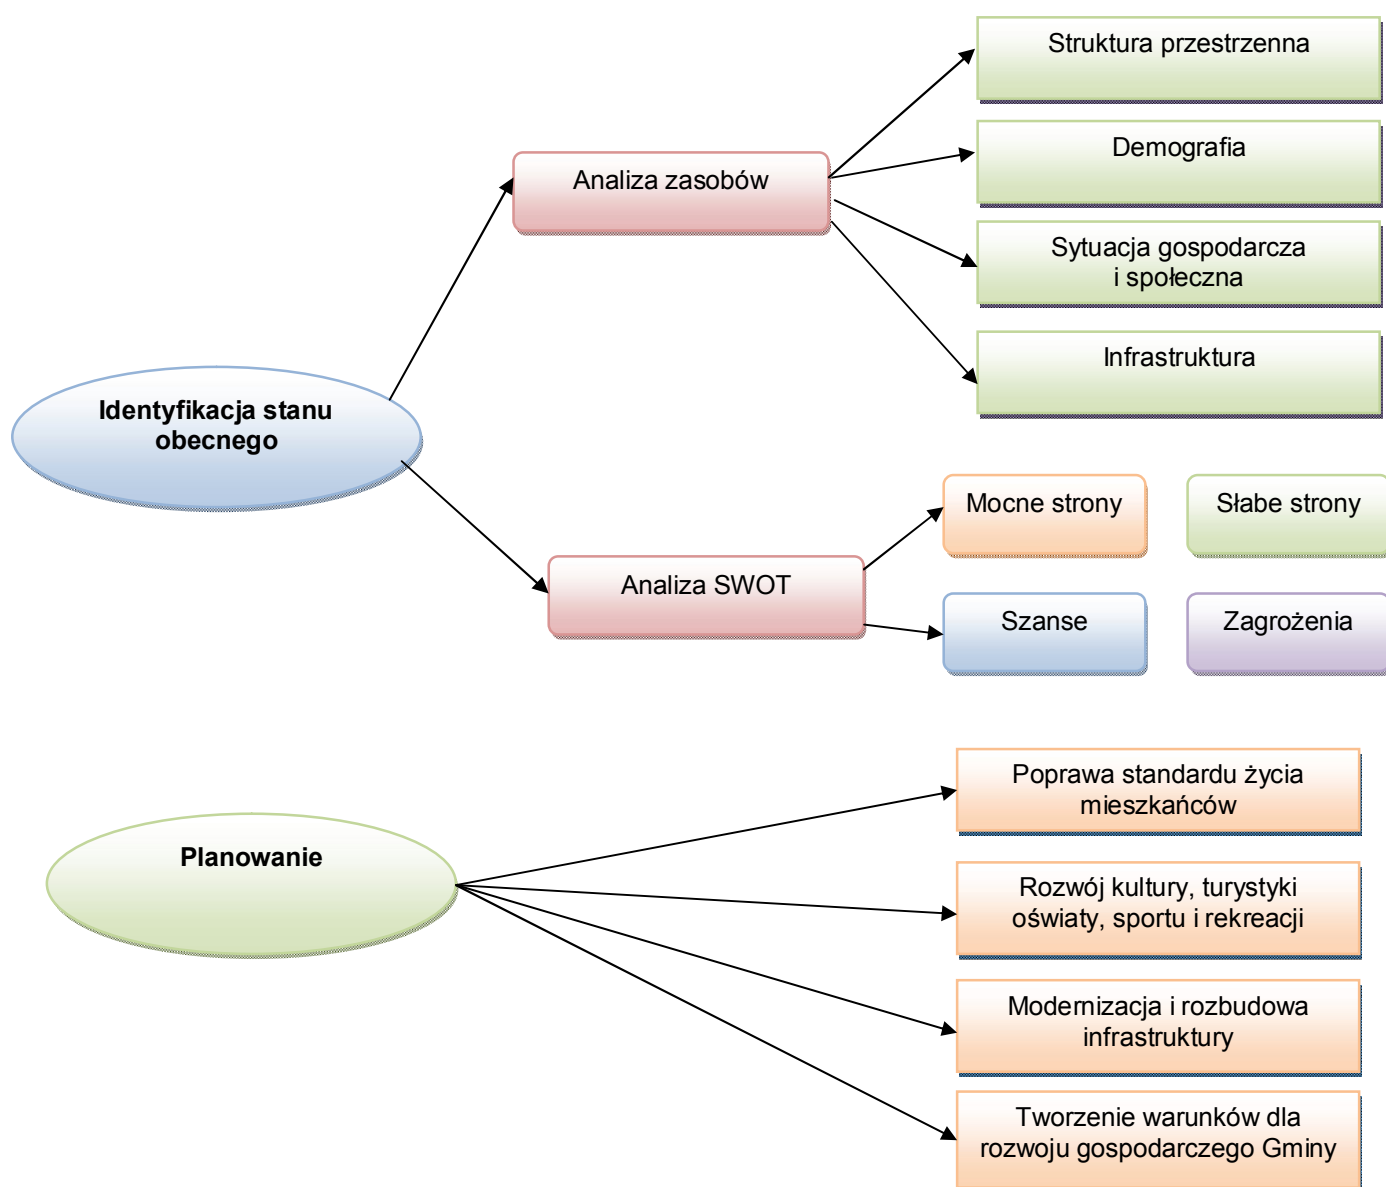 Struktura przestrzenna
Demografia
Analiza zasobów
Sytuacja gospodarcza
i społeczna
Infrastruktura
Identyfikacja stanu
obecnego
Mocne strony
Słabe strony
Analiza SWOT
Szanse
Zagrożenia
Poprawa standardu życia
mieszkańców
Planowanie
Rozwój kultury, turystyki
oświaty, sportu i rekreacji
Modernizacja i rozbudowa
infrastruktury
Tworzenie warunków dla
rozwoju gospodarczego Gminy